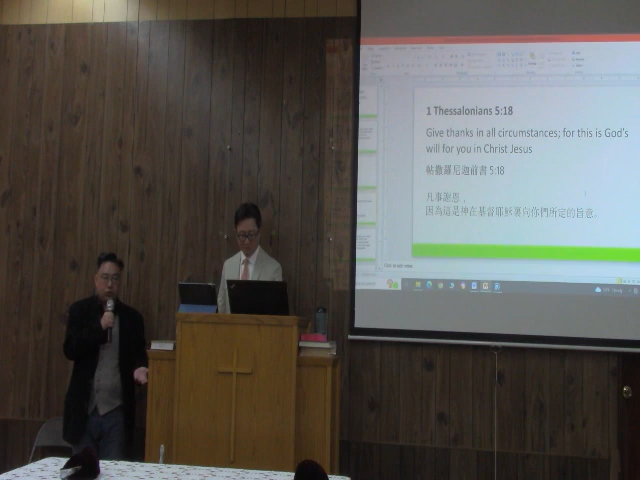 1 Thessalonians 5:18
Give thanks in all circumstances; for this is God's
will for you in Christ Jesus
帖撒羅尼迦前書 5:18
凡事謝恩，
因為這是神在基督耶穌裏向你們所定的旨意。